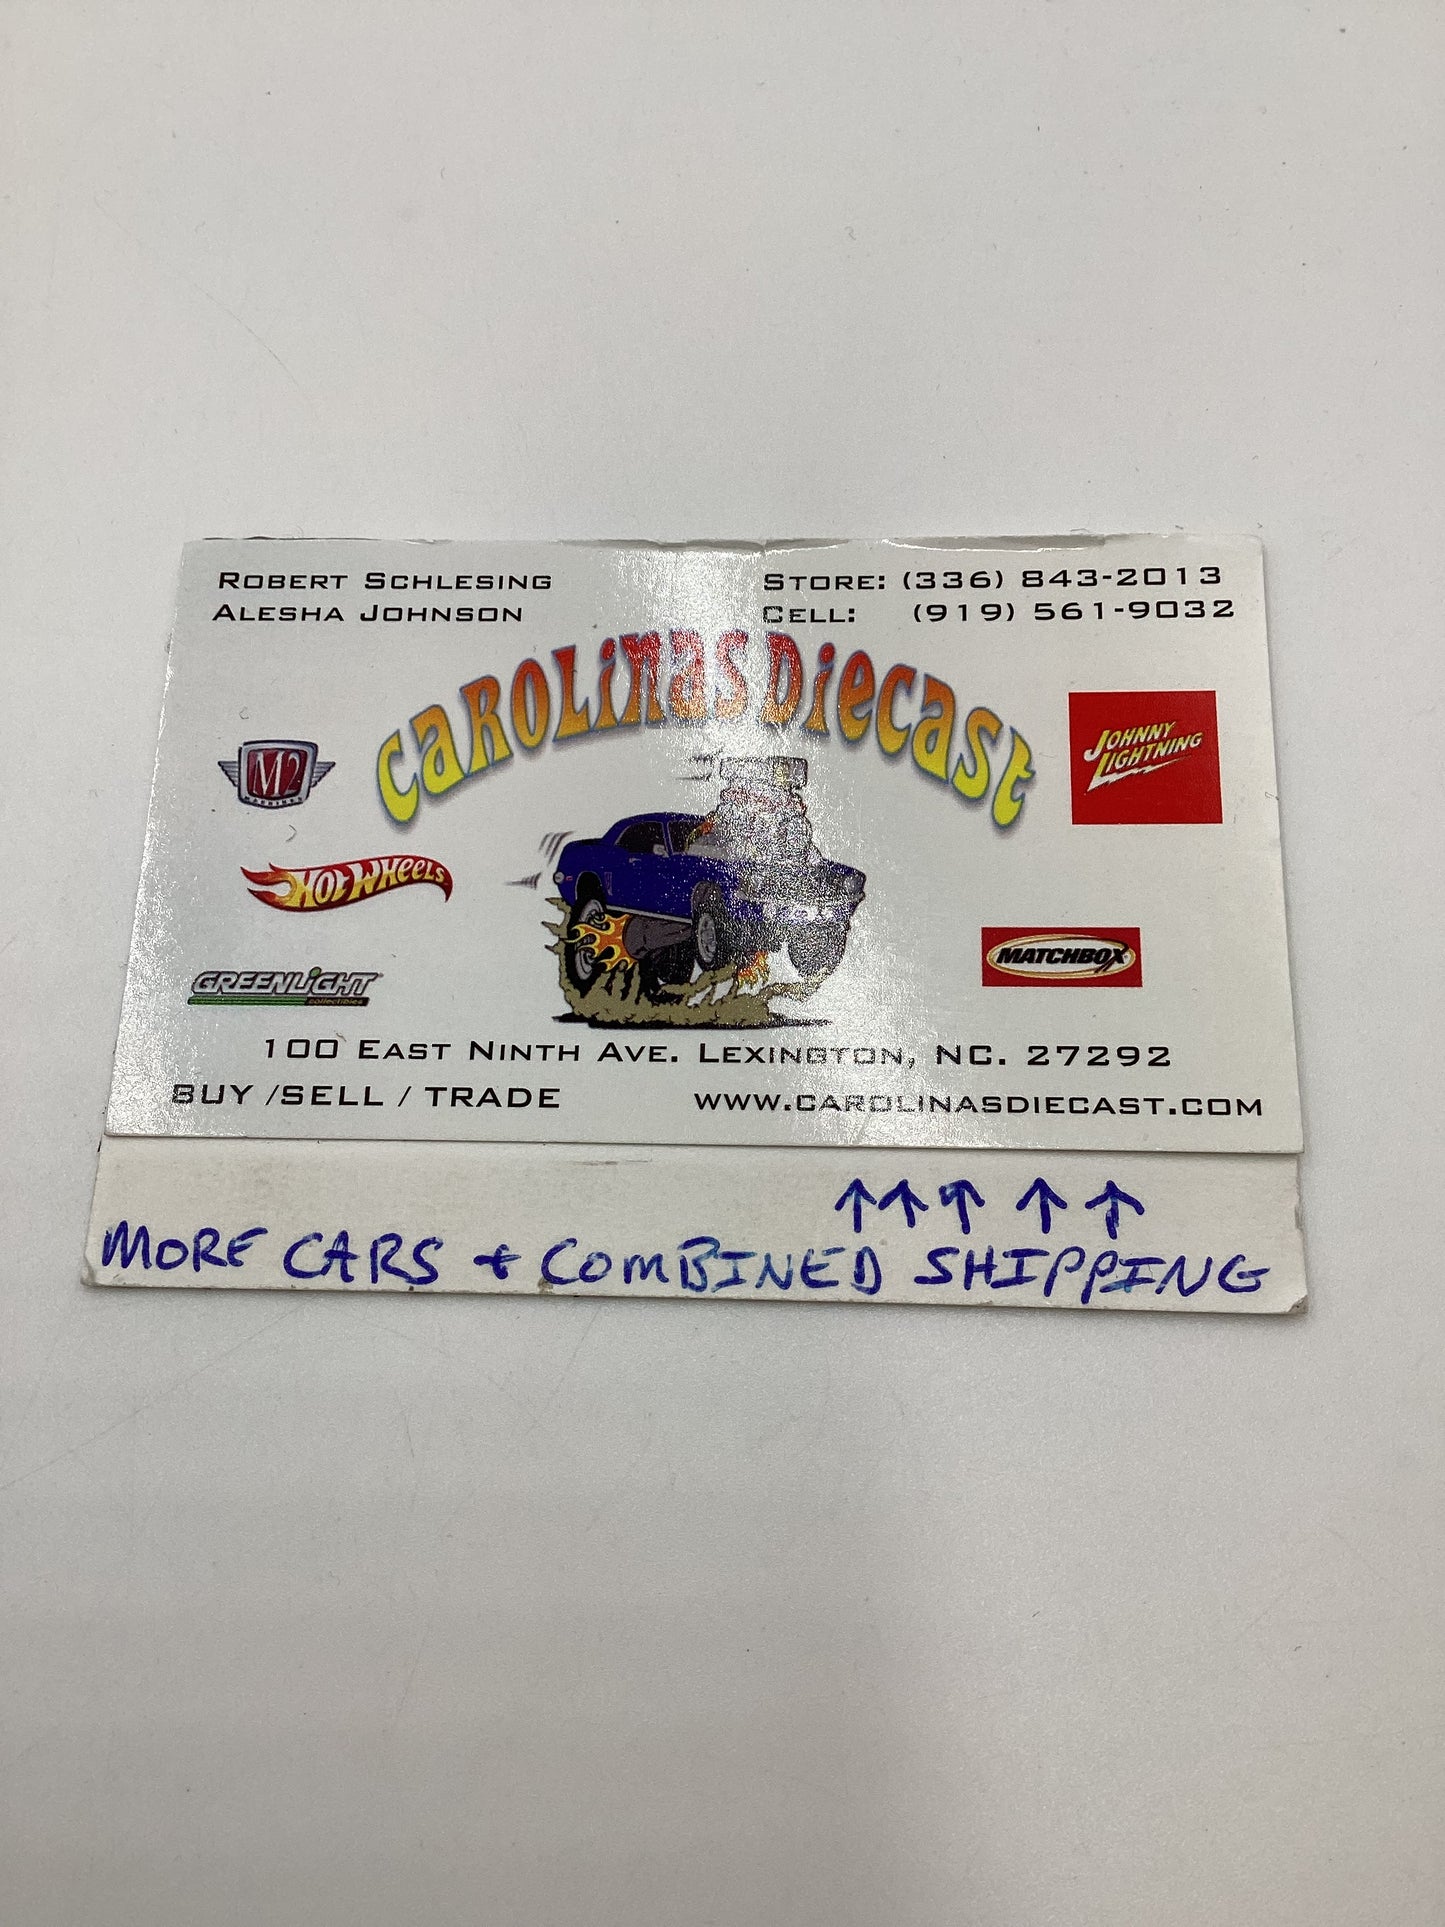 ROBERT SCHLESING
ALESHA JOHNSON
STORE: (336) 843-2013
CELL: (919) 561-9032
CAROLINAS DIECAST
M2
MACHINES
JOHNNY
LIGHTNING
HOT WHEELS
MATCHBOX
GREENLIGHT
collectibles
100 EAST NINTH AVE. LEXINGTON, NC. 27292
BUY /SELL / TRADE
WWW.CAROLINASDIECAST.COM
↑ ↑ ↑ ↑ ↑
MORE CARS + COMBINED SHIPPING